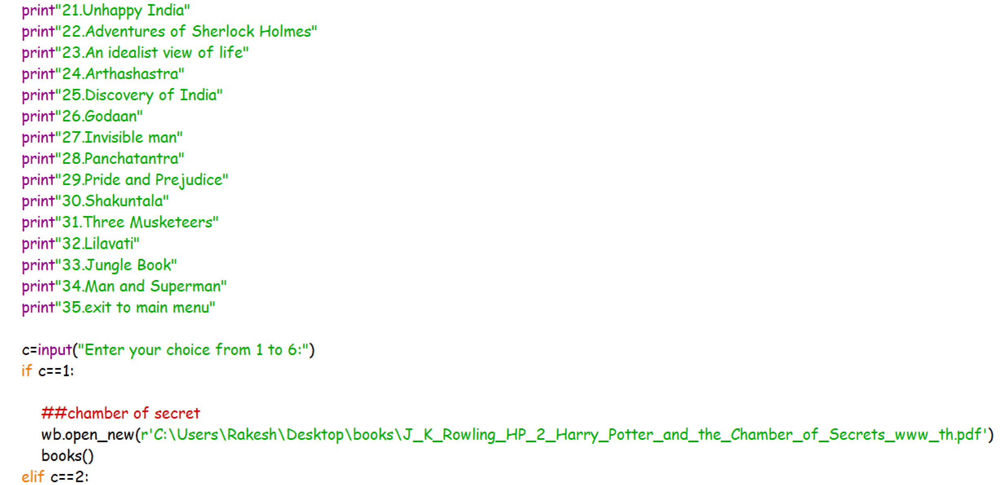 print"21.Unhappy India"
print"22.Adventures of Sherlock Holmes"
print"23.An idealist view of life"
print"24.Arthashastra"
print"25.Discovery of India"
print"26.Godaan"
print"27.Invisible man"
print"28.Panchatantra"
print"29.Pride and Prejudice"
print"30.Shakuntala"
print"31.Three Musketeers"
print"32.Lilavati"
print"33.Jungle Book"
print"34.Man and Superman"
print"35.exit to main menu"
c=input("Enter your choice from 1 to 6:")
if c==1:
##chamber of secret
wb.open_new(r'C:\Users\Rakesh\Desktop\books\J_K_Rowling_HP_2_Harry_Potter_and_the_Chamber_of_Secrets_www_th.pdf')
books()
elif c==2: